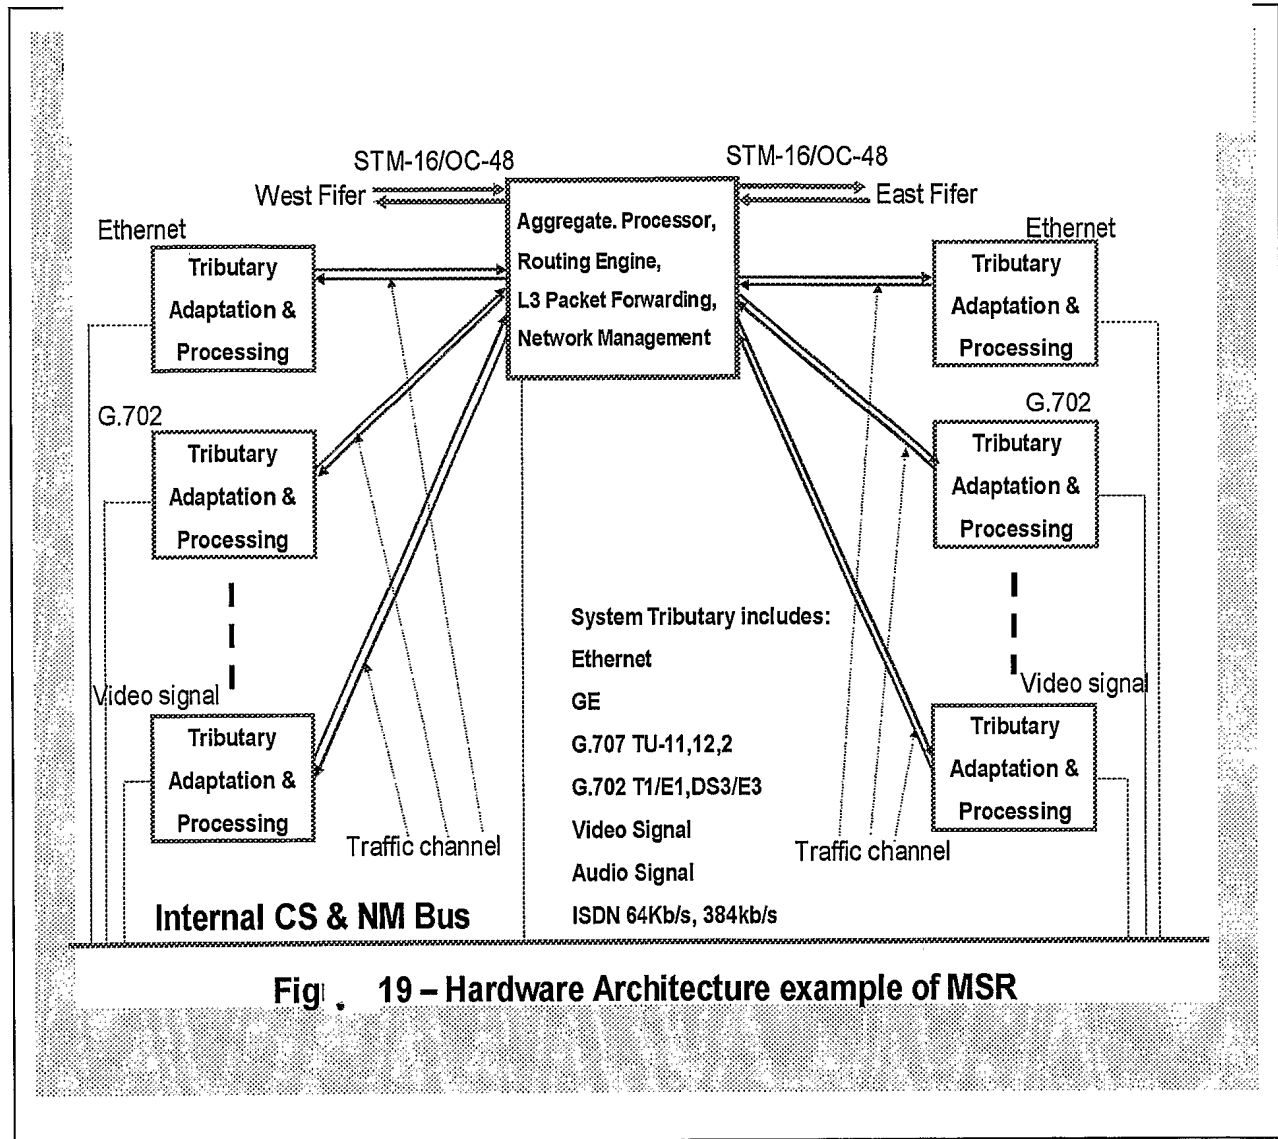 STM-16/OC-48
STM-16/OC-48
West Fifer
East Fifer
Aggregate. Processor,
Routing Engine,
L3 Packet Forwarding,
Network Management
Ethernet
Tributary
Adaptation &
Processing
Ethernet
Tributary
Adaptation &
Processing
G.702
Tributary
Adaptation &
Processing
G.702
Tributary
Adaptation &
Processing
Video signal
Tributary
Adaptation &
Processing
Video signal
Tributary
Adaptation &
Processing
System Tributary includes:
Ethernet
GE
G.707 TU-11,12,2
G.702 T1/E1,DS3/E3
Video Signal
Audio Signal
ISDN 64Kb/s, 384kb/s
Traffic channel
Traffic channel
Internal CS & NM Bus
Fig . 19 – Hardware Architecture example of MSR